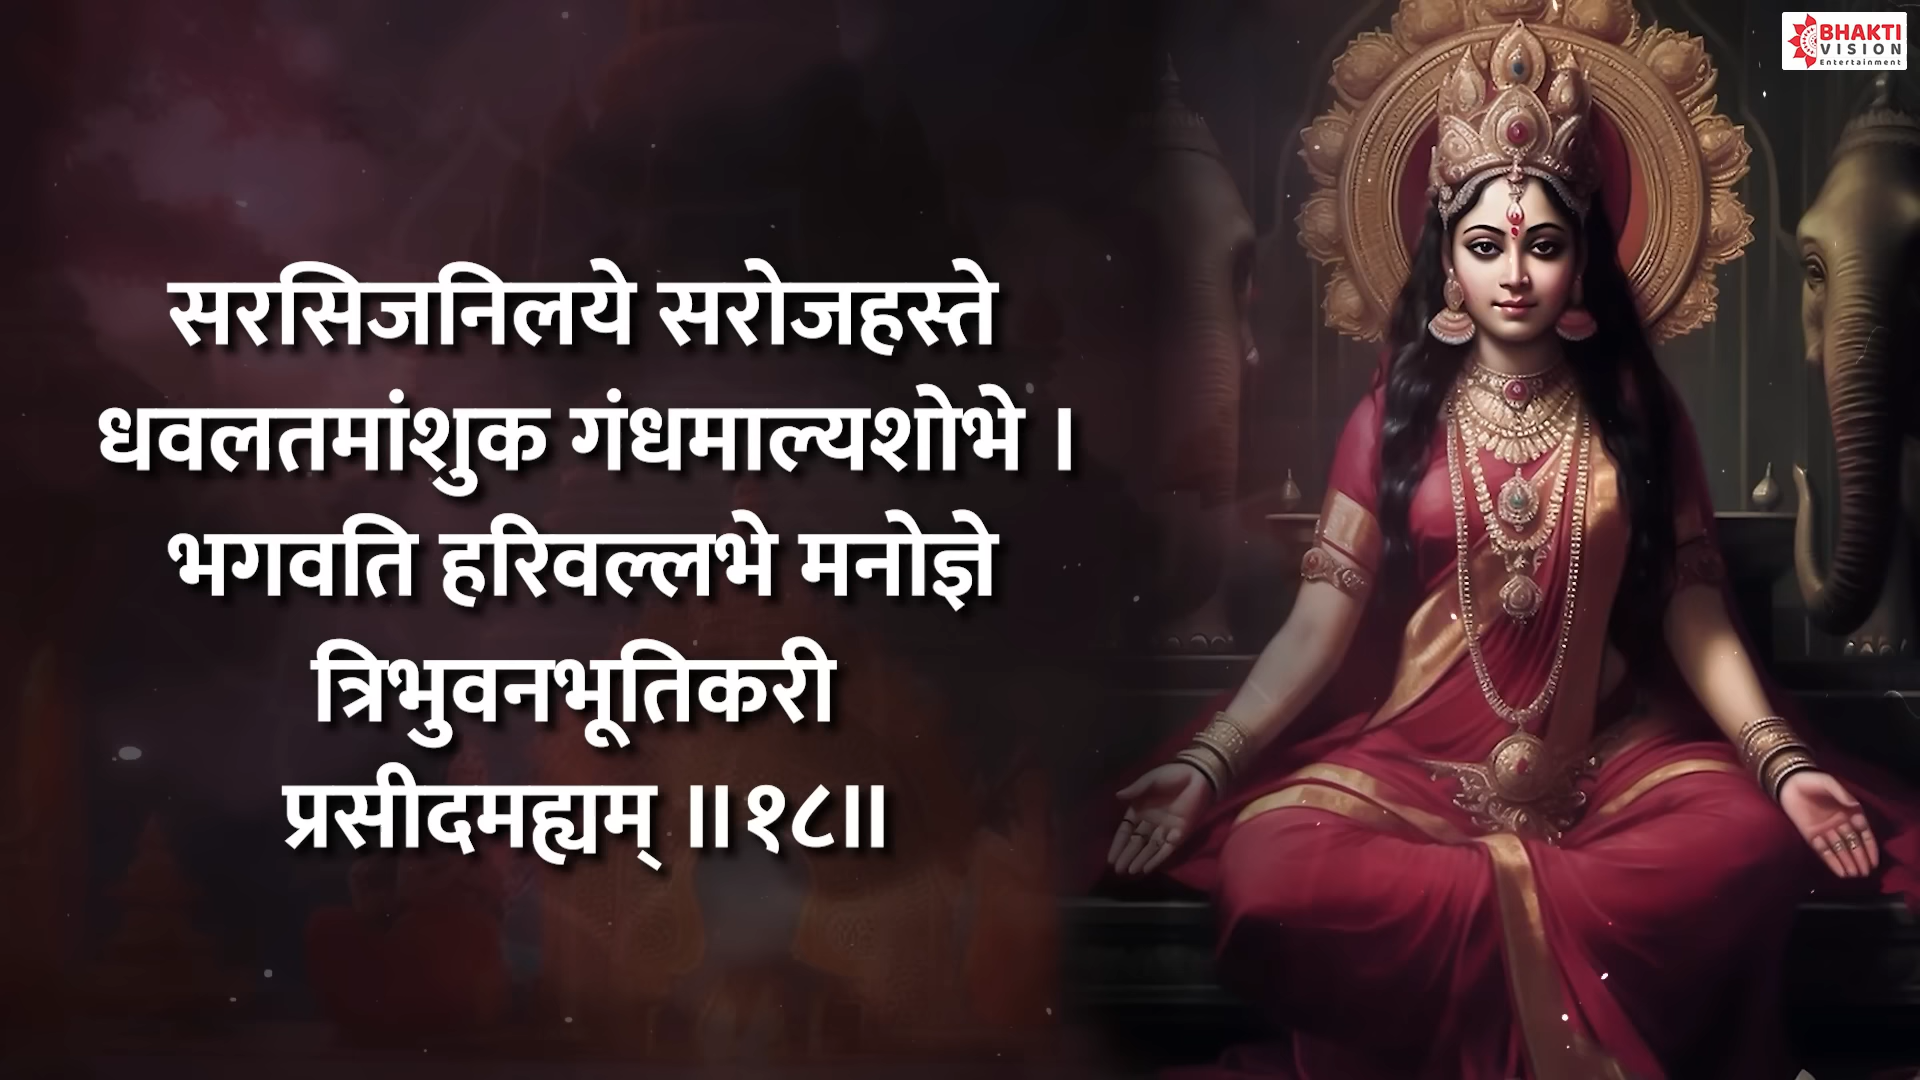 सरसिजनिलये सरोजहस्ते
धवलतमांशुक गंधमाल्यशोभे ।
भगवति हरिवल्लभे मनोज्ञे
त्रिभुवनभूतिकरी
प्रसीदमह्यम् ॥१८॥
BHAKTI
VISION
Entertainment